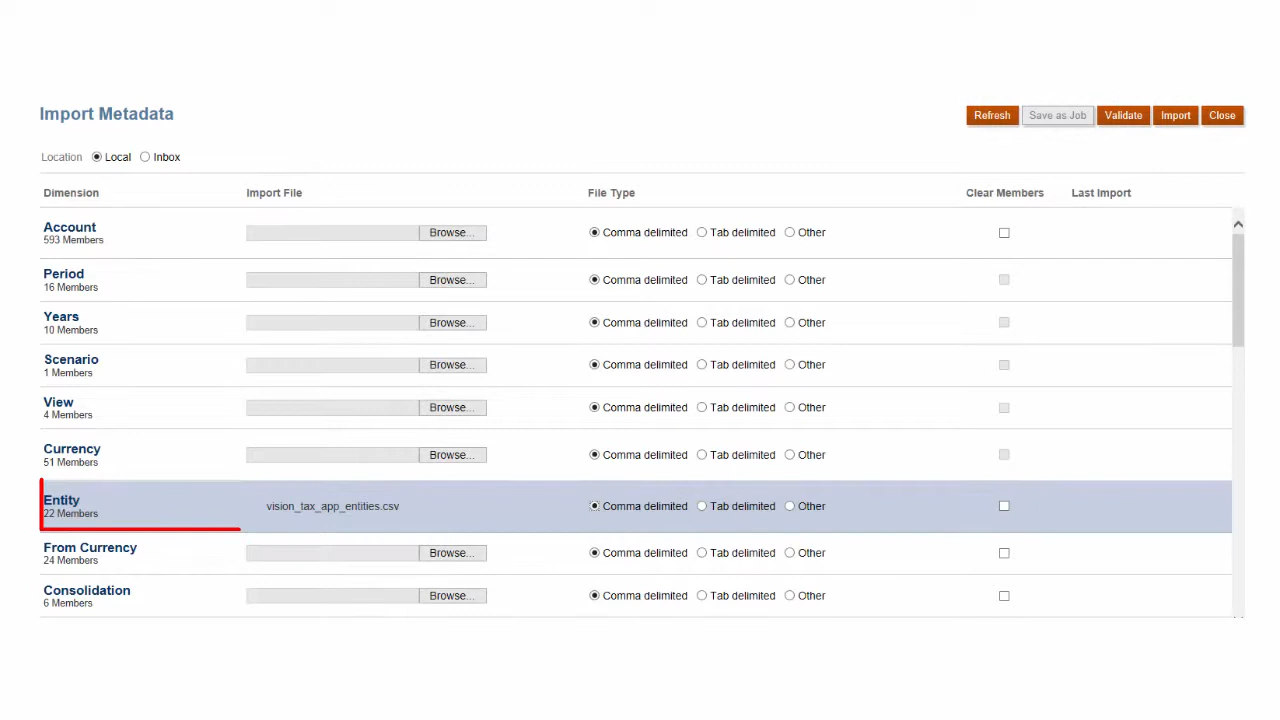 Import Metadata
Refresh Save as Job Validate Import Close
Location Local Inbox
Dimension Import File File Type Clear Members Last Import
Account
593 Members
Browse... Comma delimited Tab delimited Other
Period
16 Members
Browse... Comma delimited Tab delimited Other
Years
10 Members
Browse... Comma delimited Tab delimited Other
Scenario
1 Members
Browse... Comma delimited Tab delimited Other
View
4 Members
Browse... Comma delimited Tab delimited Other
Currency
51 Members
Browse... Comma delimited Tab delimited Other
Entity
22 Members
vision_tax_app_entities.csv Comma delimited Tab delimited Other
From Currency
24 Members
Browse... Comma delimited Tab delimited Other
Consolidation
6 Members
Browse... Comma delimited Tab delimited Other